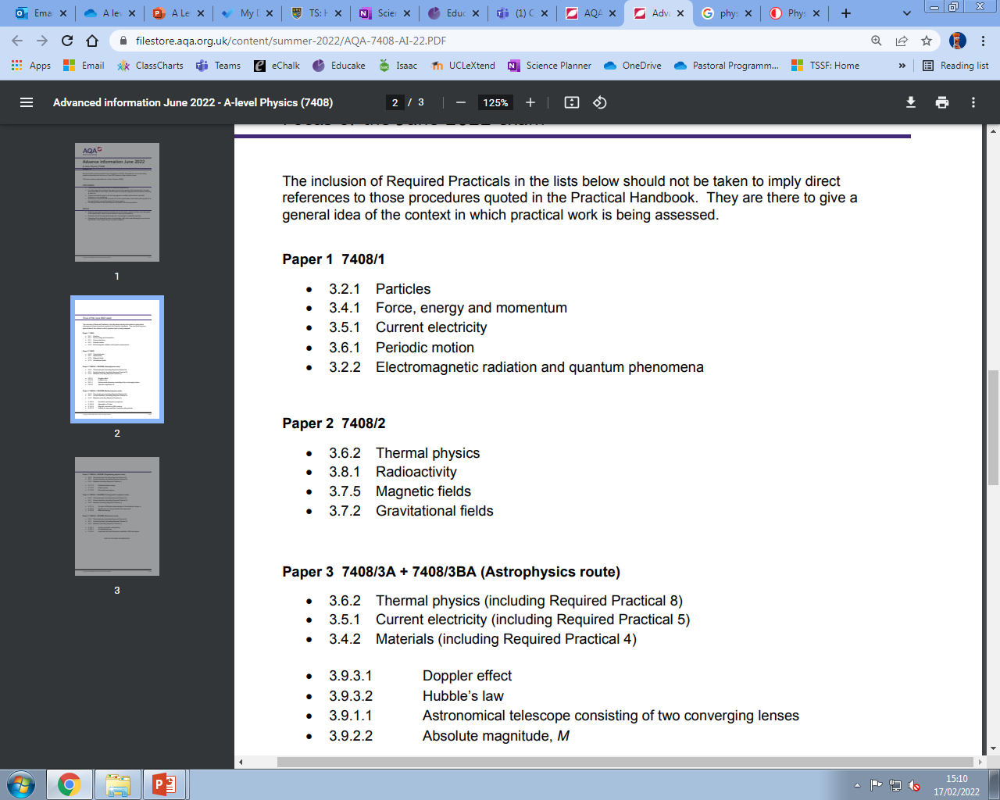 Ema
A lev
A Le
My D
TS: H
Scier
Educ
(1) C
AQA
Adva
phys
Phys
filestore.aqa.org.uk/content/summer-2022/AQA-7408-AI-22.PDF
Apps
Email
ClassCharts
Teams
eChalk
Educake
Isaac
UCLeXtend
Science Planner
OneDrive
Pastoral Programm...
TSSF: Home
»
Reading list
Advanced information June 2022 - A-level Physics (7408)
2 / 3
125%
AQA
Advance information June 2022
1
2
3
The inclusion of Required Practicals in the lists below should not be taken to imply direct
references to those procedures quoted in the Practical Handbook. They are there to give a
general idea of the context in which practical work is being assessed.
Paper 1 7408/1
• 3.2.1 Particles
• 3.4.1 Force, energy and momentum
• 3.5.1 Current electricity
• 3.6.1 Periodic motion
• 3.2.2 Electromagnetic radiation and quantum phenomena
Paper 2 7408/2
• 3.6.2 Thermal physics
• 3.8.1 Radioactivity
• 3.7.5 Magnetic fields
• 3.7.2 Gravitational fields
Paper 3 7408/3A + 7408/3BA (Astrophysics route)
• 3.6.2 Thermal physics (including Required Practical 8)
• 3.5.1 Current electricity (including Required Practical 5)
• 3.4.2 Materials (including Required Practical 4)
• 3.9.3.1 Doppler effect
• 3.9.3.2 Hubble's law
• 3.9.1.1 Astronomical telescope consisting of two converging lenses
• 3.9.2.2 Absolute magnitude, M
15:10
17/02/2022